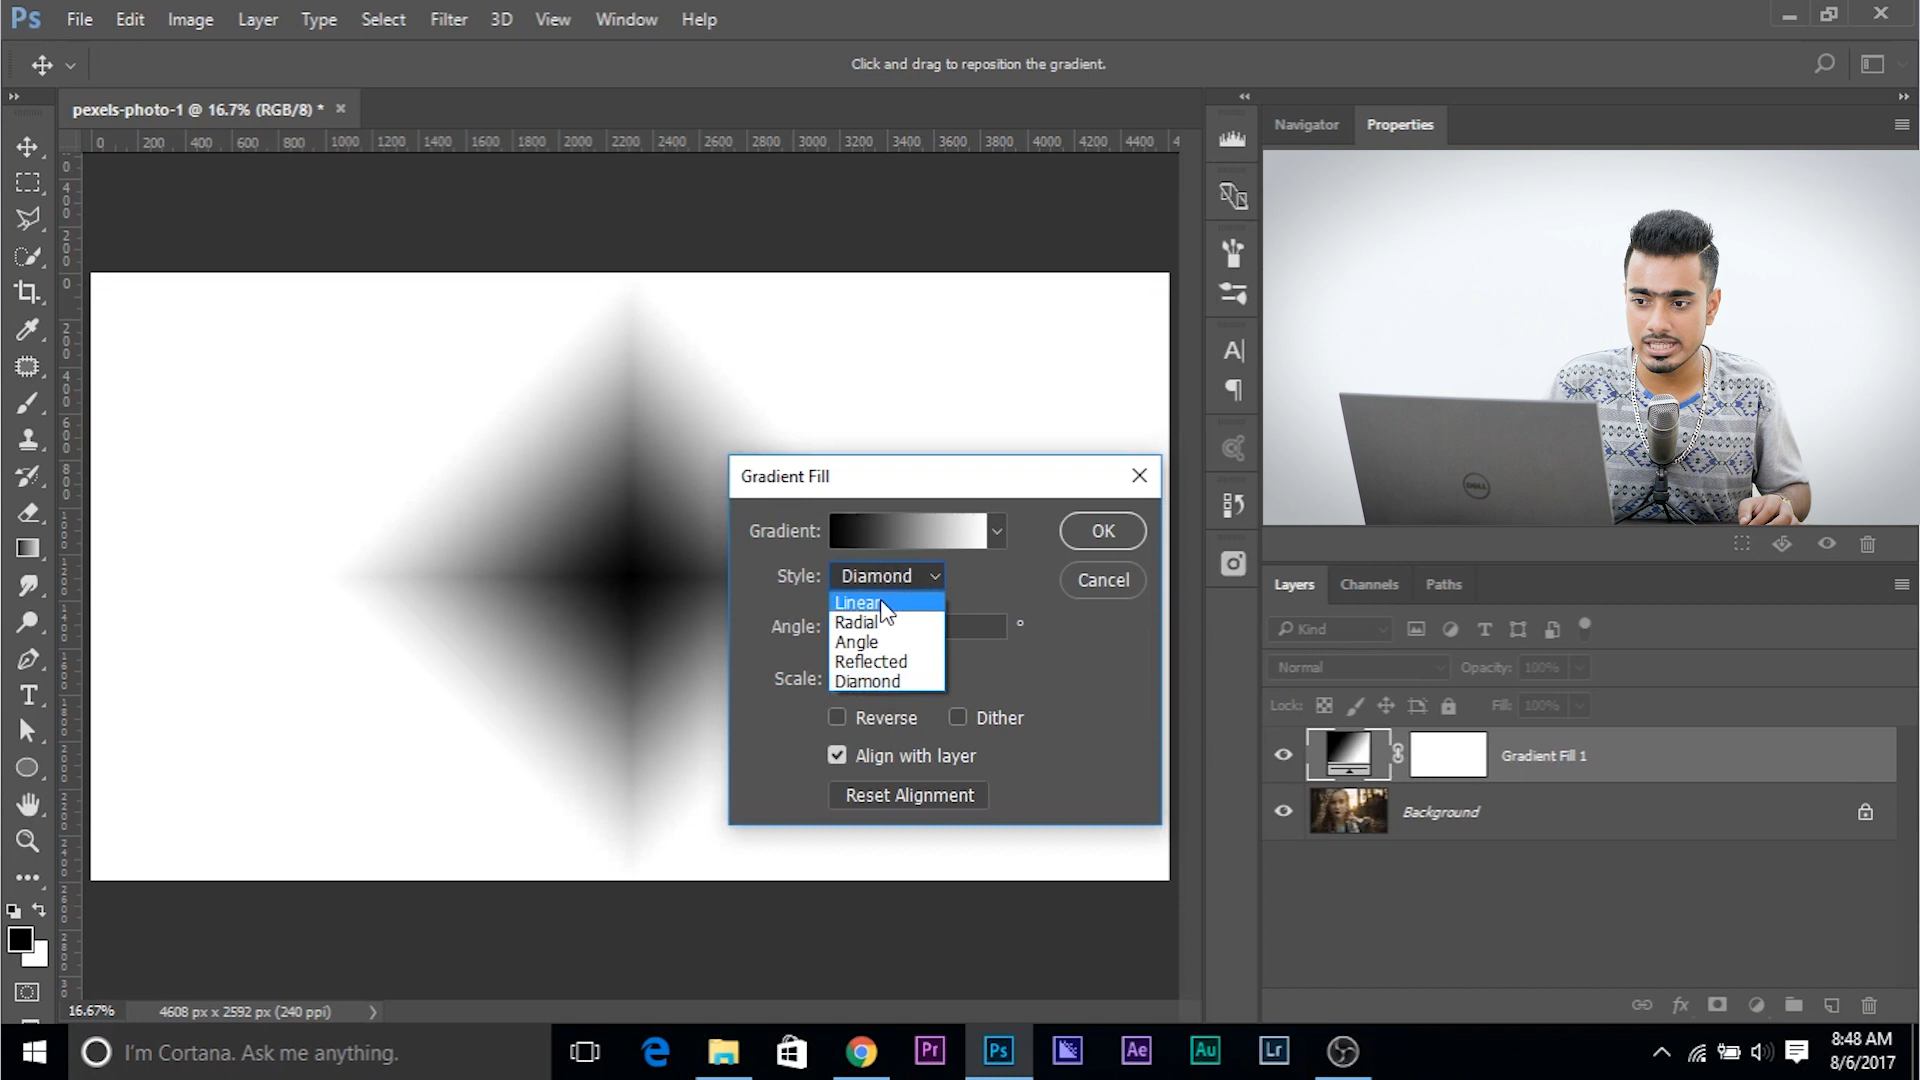 Ps File Edit Image Layer Type Select Filter 3D View Window Help
Click and drag to reposition the gradient.
pexels-photo-1 @ 16.7% (RGB/8) *
0 200 400 600 800 1000 1200 1400 1600 1800 2000 2200 2400 2600 2800 3000 3200 3400 3600 3800 4000 4200 4400 4
Navigator Properties
Gradient Fill
Gradient:
OK
Style: Diamond
Cancel
Linear
Radial
Angle
Reflected
Diamond
Angle: °
Scale:
Reverse Dither
Align with layer
Reset Alignment
DELL
Layers Channels Paths
Kind
Normal Opacity: 100%
Lock: Fill: 100%
Gradient Fill 1
Background
16.67% 4608 px x 2592 px (240 ppi)
I'm Cortana. Ask me anything.
Pr Ps Ae Au Lr
8:48 AM
8/6/2017